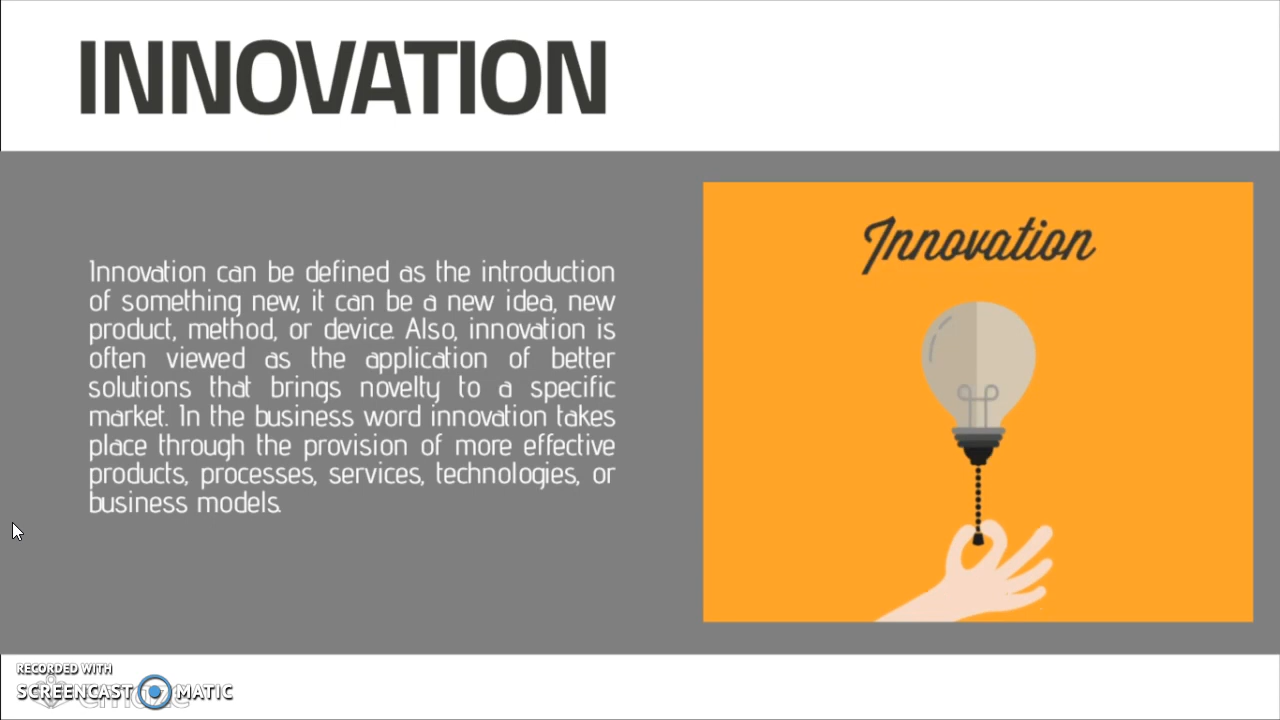 INNOVATION
Innovation
Innovation can be defined as the introduction
of something new, it can be a new idea, new
product, method, or device. Also, innovation is
often viewed as the application of better
solutions that brings novelty to a specific
market. In the business word innovation takes
place through the provision of more effective
products, processes, services, technologies, or
business models.
RECORDED WITH
SCREENCAST MATIC